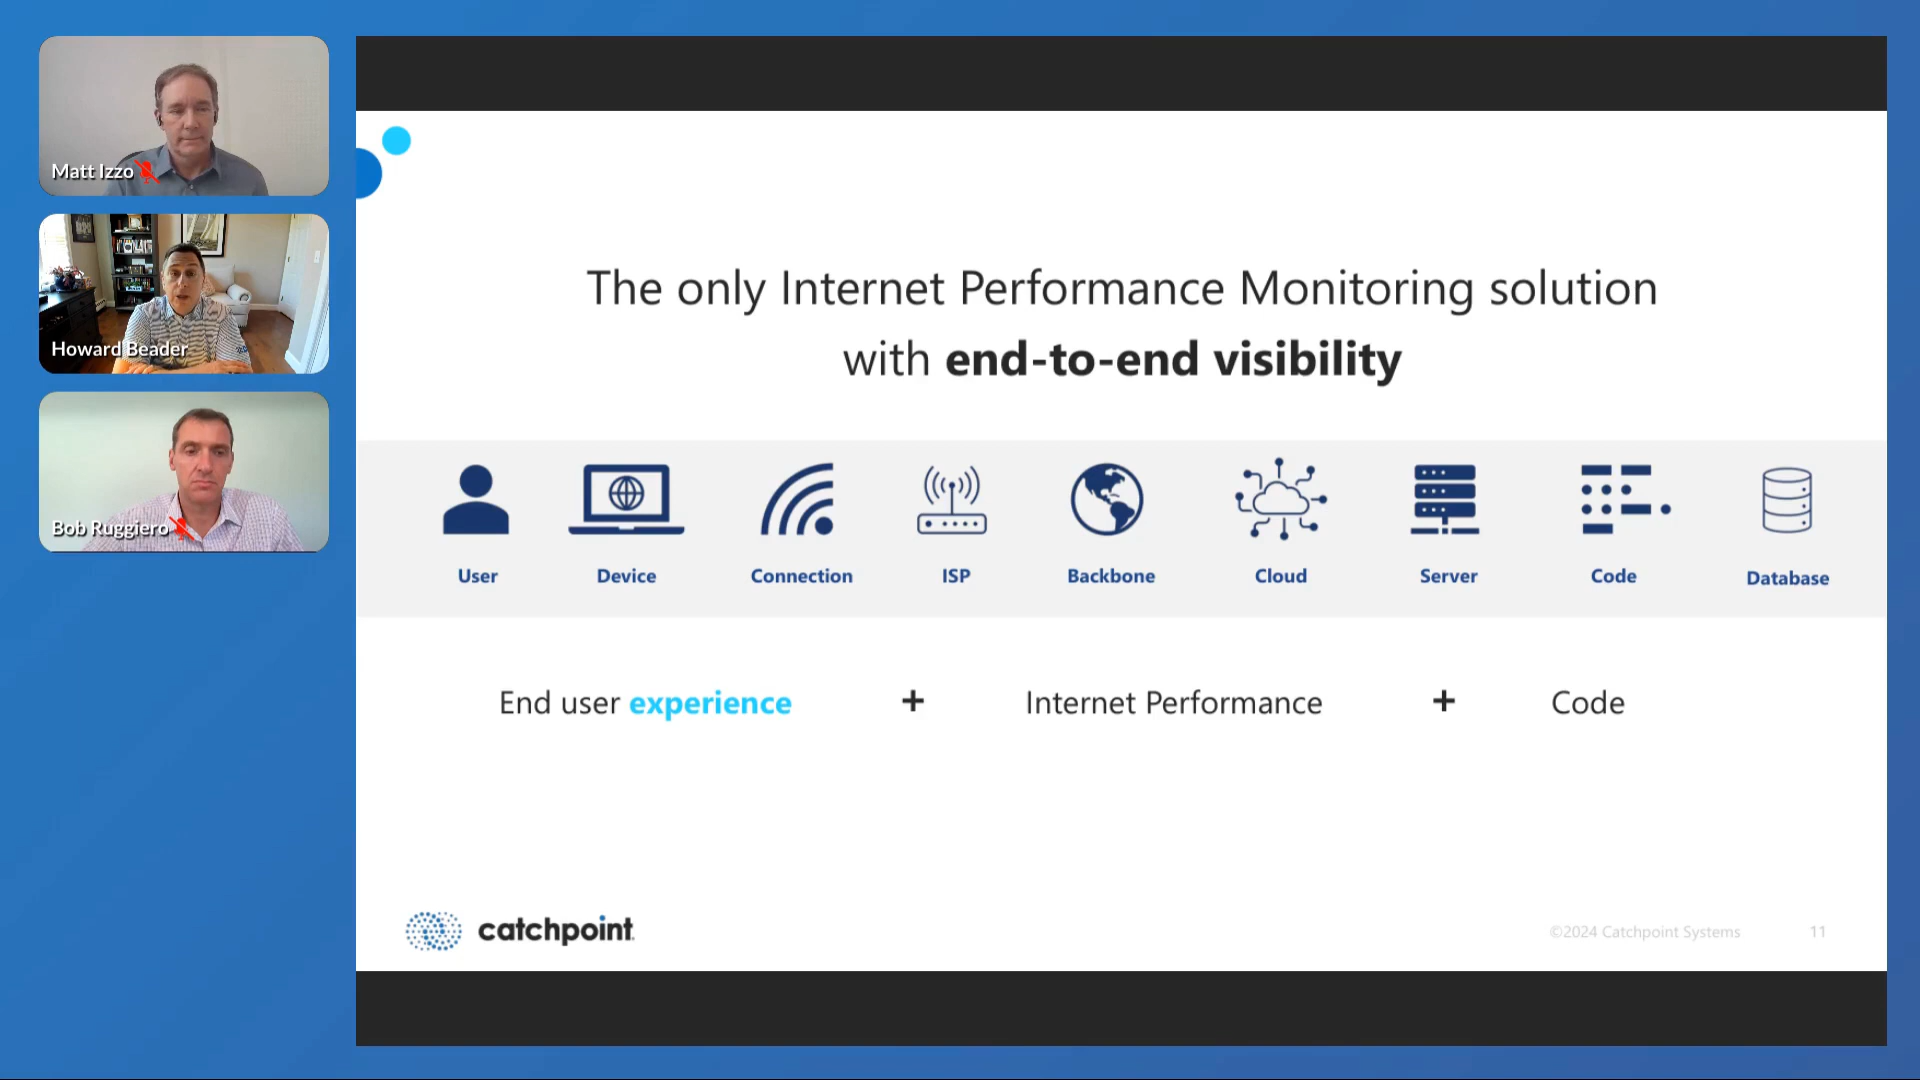 Matt Izzo
Howard Beader
Bob Ruggiero
The only Internet Performance Monitoring solution
with end-to-end visibility
User Device Connection ISP Backbone Cloud Server Code Database
End user experience + Internet Performance + Code
catchpoint.
©2024 Catchpoint Systems 11